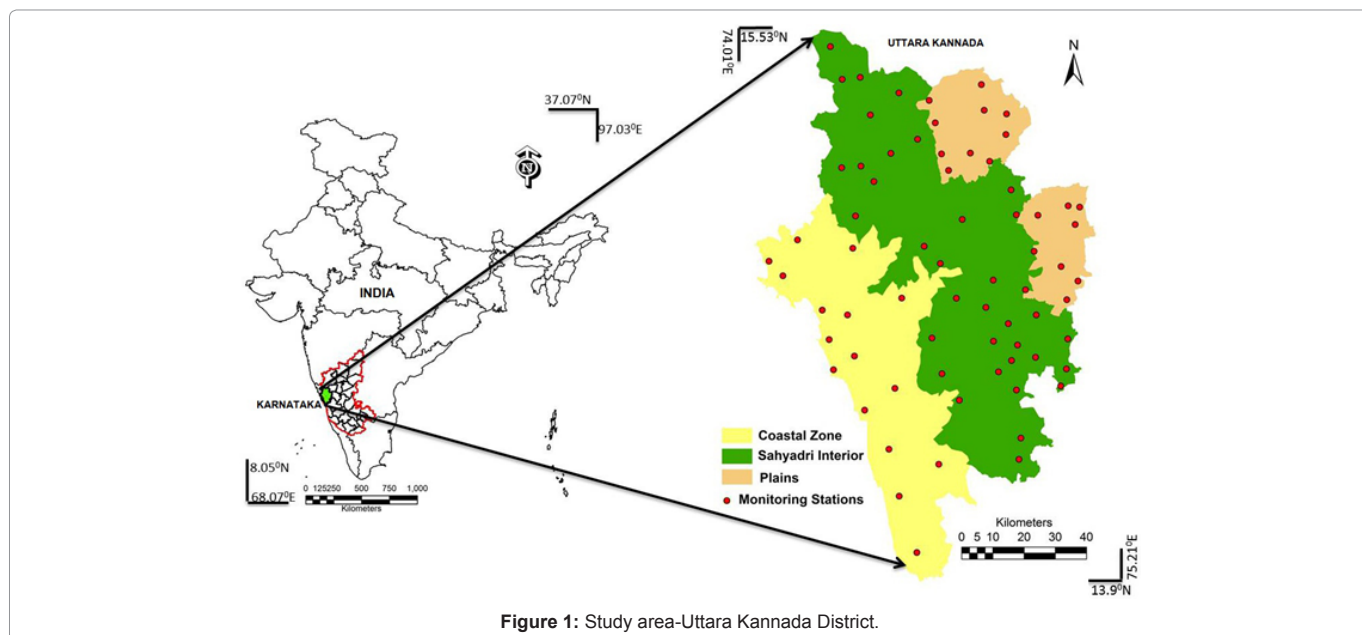 74.01⁰E
15.53⁰N
UTTARA KANNADA
N
37.07⁰N
97.03⁰E
N
INDIA
KARNATAKA
8.05⁰N
68.07⁰E
0 125250 500 750 1,000
Kilometers
Coastal Zone
Sahyadri Interior
Plains
Monitoring Stations
Kilometers
0 5 10 20 30 40
75.21⁰E
13.9⁰N
Figure 1: Study area-Uttara Kannada District.